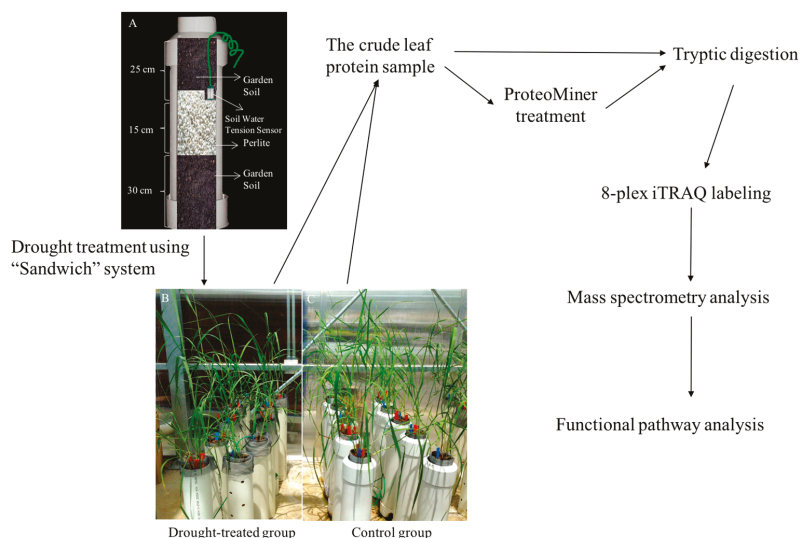 A
25 cm
Garden
Soil
Soil Water
Tension Sensor
15 cm
Perlite
Garden
Soil
30 cm
Drought treatment using
“Sandwich” system
B
C
Drought-treated group
Control group
The crude leaf
protein sample
ProteoMiner
treatment
Tryptic digestion
8-plex iTRAQ labeling
Mass spectrometry analysis
Functional pathway analysis